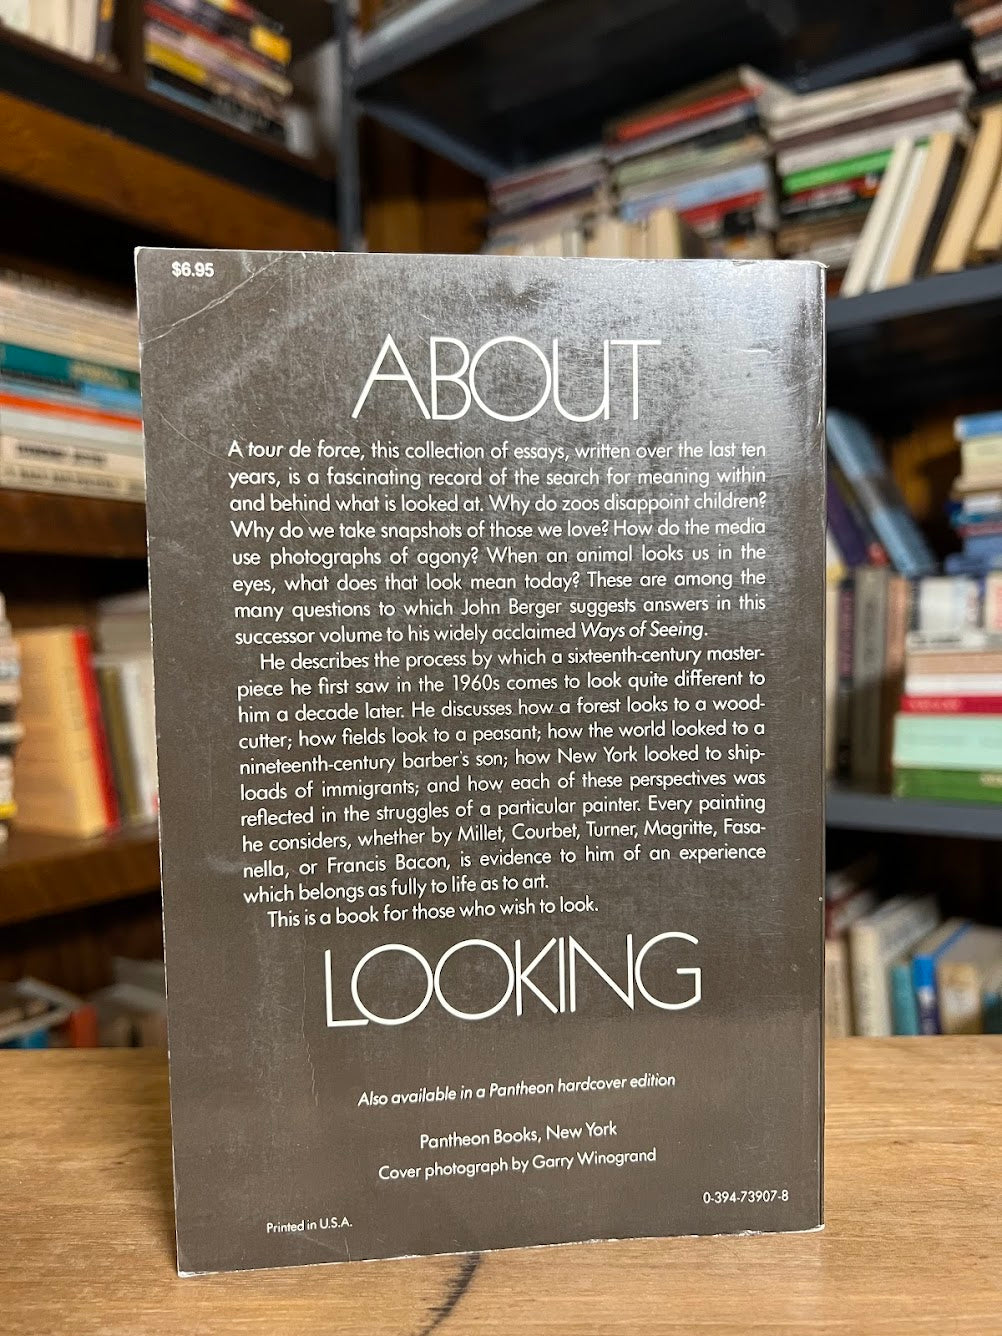 $6.95
ABOUT
A tour de force, this collection of essays, written over the last ten
years, is a fascinating record of the search for meaning within
and behind what is looked at. Why do zoos disappoint children?
Why do we take snapshots of those we love? How do the media
use photographs of agony? When an animal looks us in the
eyes, what does that look mean today? These are among the
many questions to which John Berger suggests answers in this
successor volume to his widely acclaimed Ways of Seeing.
He describes the process by which a sixteenth-century master-
piece he first saw in the 1960s comes to look quite different to
him a decade later. He discusses how a forest looks to a wood-
cutter; how fields look to a peasant; how the world looked to a
nineteenth-century barber's son; how New York looked to ship-
loads of immigrants; and how each of these perspectives was
reflected in the struggles of a particular painter. Every painting
he considers, whether by Millet, Courbet, Turner, Magritte, Fasa-
nella, or Francis Bacon, is evidence to him of an experience
which belongs as fully to life as to art.
This is a book for those who wish to look.
LOOKING
Also available in a Pantheon hardcover edition
Pantheon Books, New York
Cover photograph by Garry Winogrand
0-394-73907-8
Printed in U.S.A.